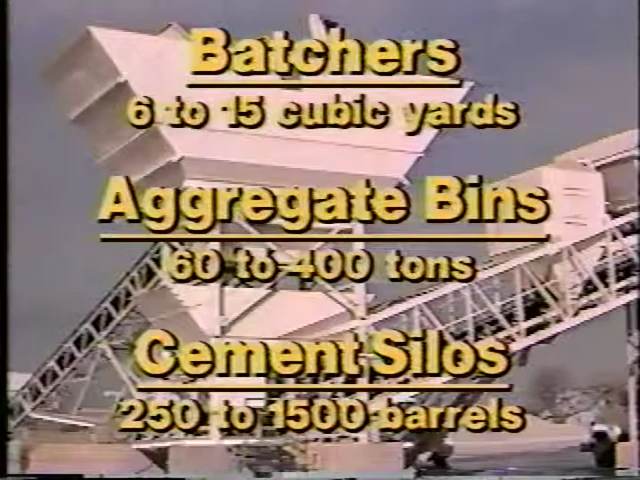 Batchers
6 to 15 cubic yards
Aggregate Bins
60 to 400 tons
Cement Silos
250 to 1500 barrels